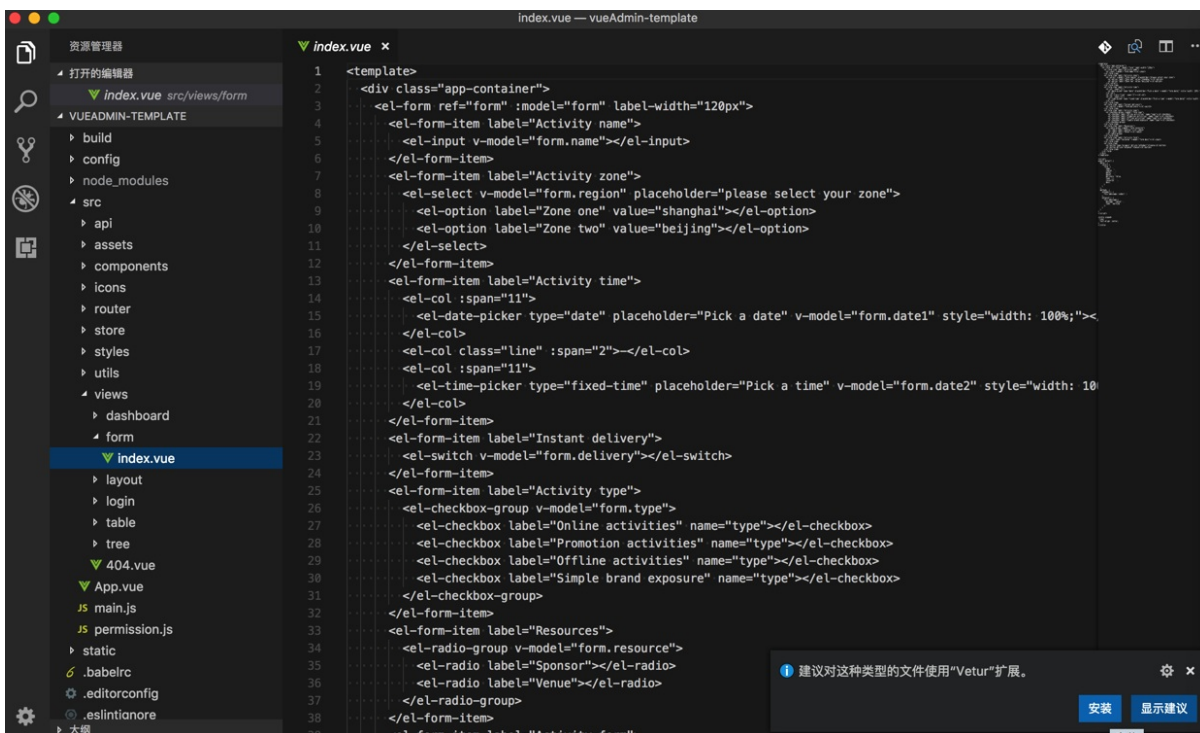 index.vue — vueAdmin-template
资源管理器
打开的编辑器
index.vue src/views/form
VUEADMIN-TEMPLATE
build
config
node_modules
src
api
assets
components
icons
router
store
styles
utils
views
dashboard
form
index.vue
layout
login
table
tree
404.vue
App.vue
JS main.js
JS permission.js
static
.babelrc
.editorconfig
.eslintignore
大纲
index.vue ×
1 <template>
2 <div class="app-container">
3 <el-form ref="form" :model="form" label-width="120px">
4 <el-form-item label="Activity name">
5 <el-input v-model="form.name"></el-input>
6 </el-form-item>
7 <el-form-item label="Activity zone">
8 <el-select v-model="form.region" placeholder="please select your zone">
9 <el-option label="Zone one" value="shanghai"></el-option>
10 <el-option label="Zone two" value="beijing"></el-option>
11 </el-select>
12 </el-form-item>
13 <el-form-item label="Activity time">
14 <el-col :span="11">
15 <el-date-picker type="date" placeholder="Pick a date" v-model="form.date1" style="width: 100%;"><
16 </el-col>
17 <el-col class="line" :span="2">-</el-col>
18 <el-col :span="11">
19 <el-time-picker type="fixed-time" placeholder="Pick a time" v-model="form.date2" style="width: 10
20 </el-col>
21 </el-form-item>
22 <el-form-item label="Instant delivery">
23 <el-switch v-model="form.delivery"></el-switch>
24 </el-form-item>
25 <el-form-item label="Activity type">
26 <el-checkbox-group v-model="form.type">
27 <el-checkbox label="Online activities" name="type"></el-checkbox>
28 <el-checkbox label="Promotion activities" name="type"></el-checkbox>
29 <el-checkbox label="Offline activities" name="type"></el-checkbox>
30 <el-checkbox label="Simple brand exposure" name="type"></el-checkbox>
31 </el-checkbox-group>
32 </el-form-item>
33 <el-form-item label="Resources">
34 <el-radio-group v-model="form.resource">
35 <el-radio label="Sponsor"></el-radio>
36 <el-radio label="Venue"></el-radio>
37 </el-radio-group>
38 </el-form-item>
建议对这种类型的文件使用“Vetur”扩展。
安装 显示建议